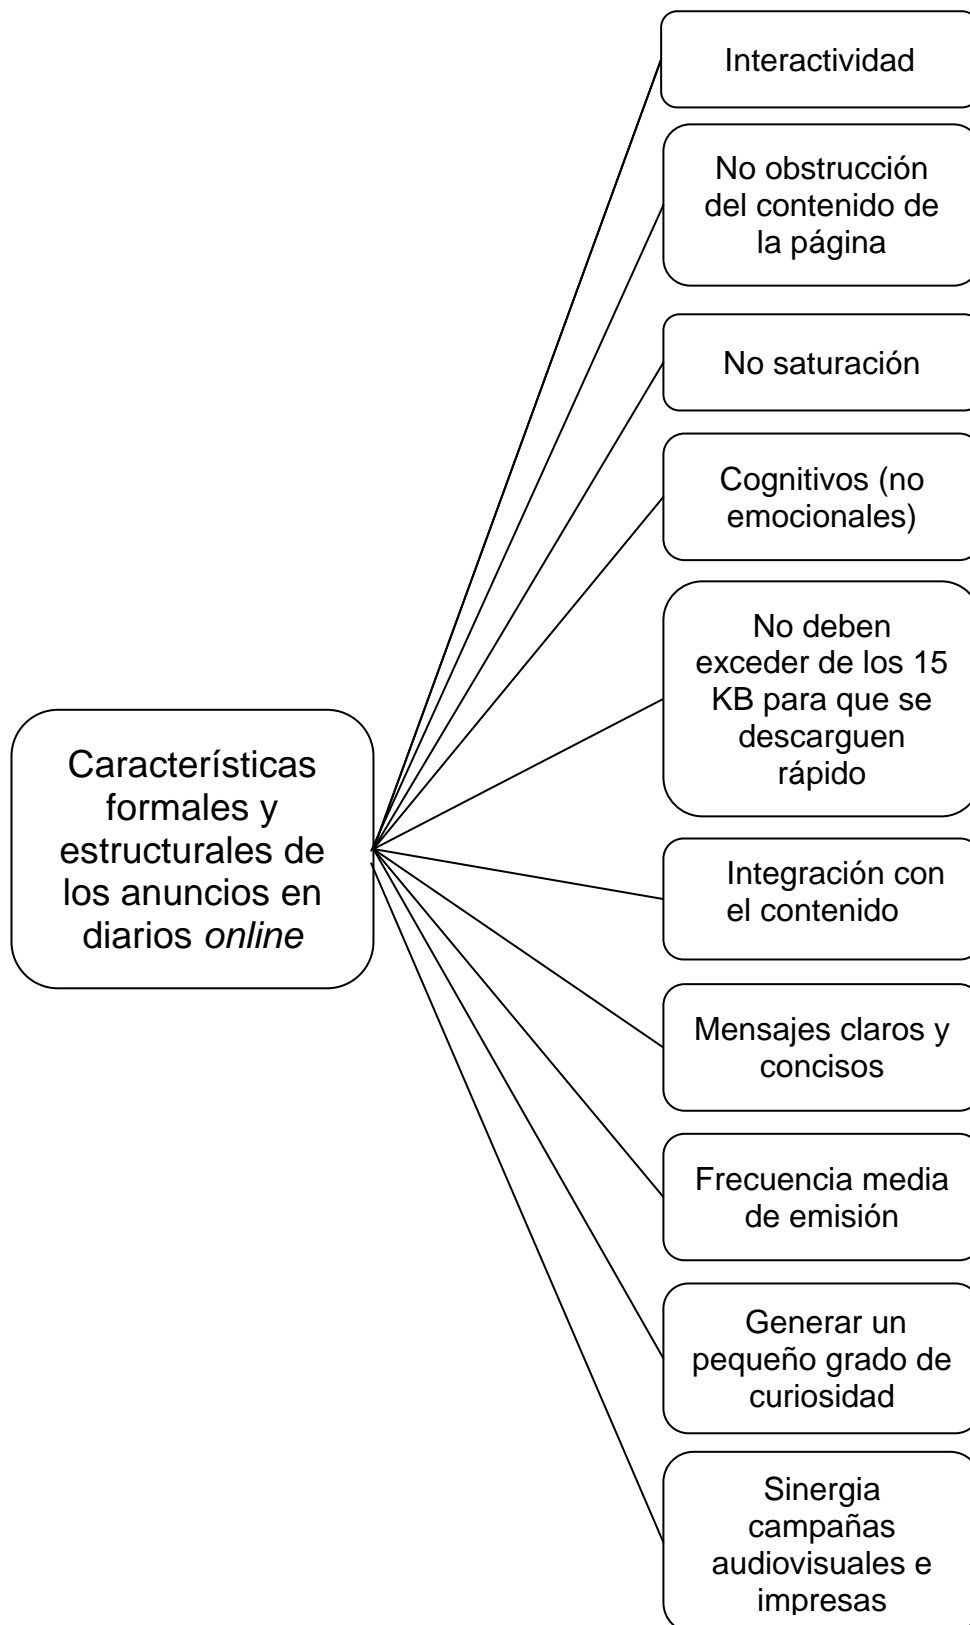 Interactividad
No obstrucción
del contenido de
la página
No saturación
Cognitivos (no
emocionales)
No deben
exceder de los 15
KB para que se
descarguen
rápido
Características
formales y
estructurales de
los anuncios en
diarios online
Integración con
el contenido
Mensajes claros y
concisos
Frecuencia media
de emisión
Generar un
pequeño grado de
curiosidad
Sinergia
campañas
audiovisuales e
impresas